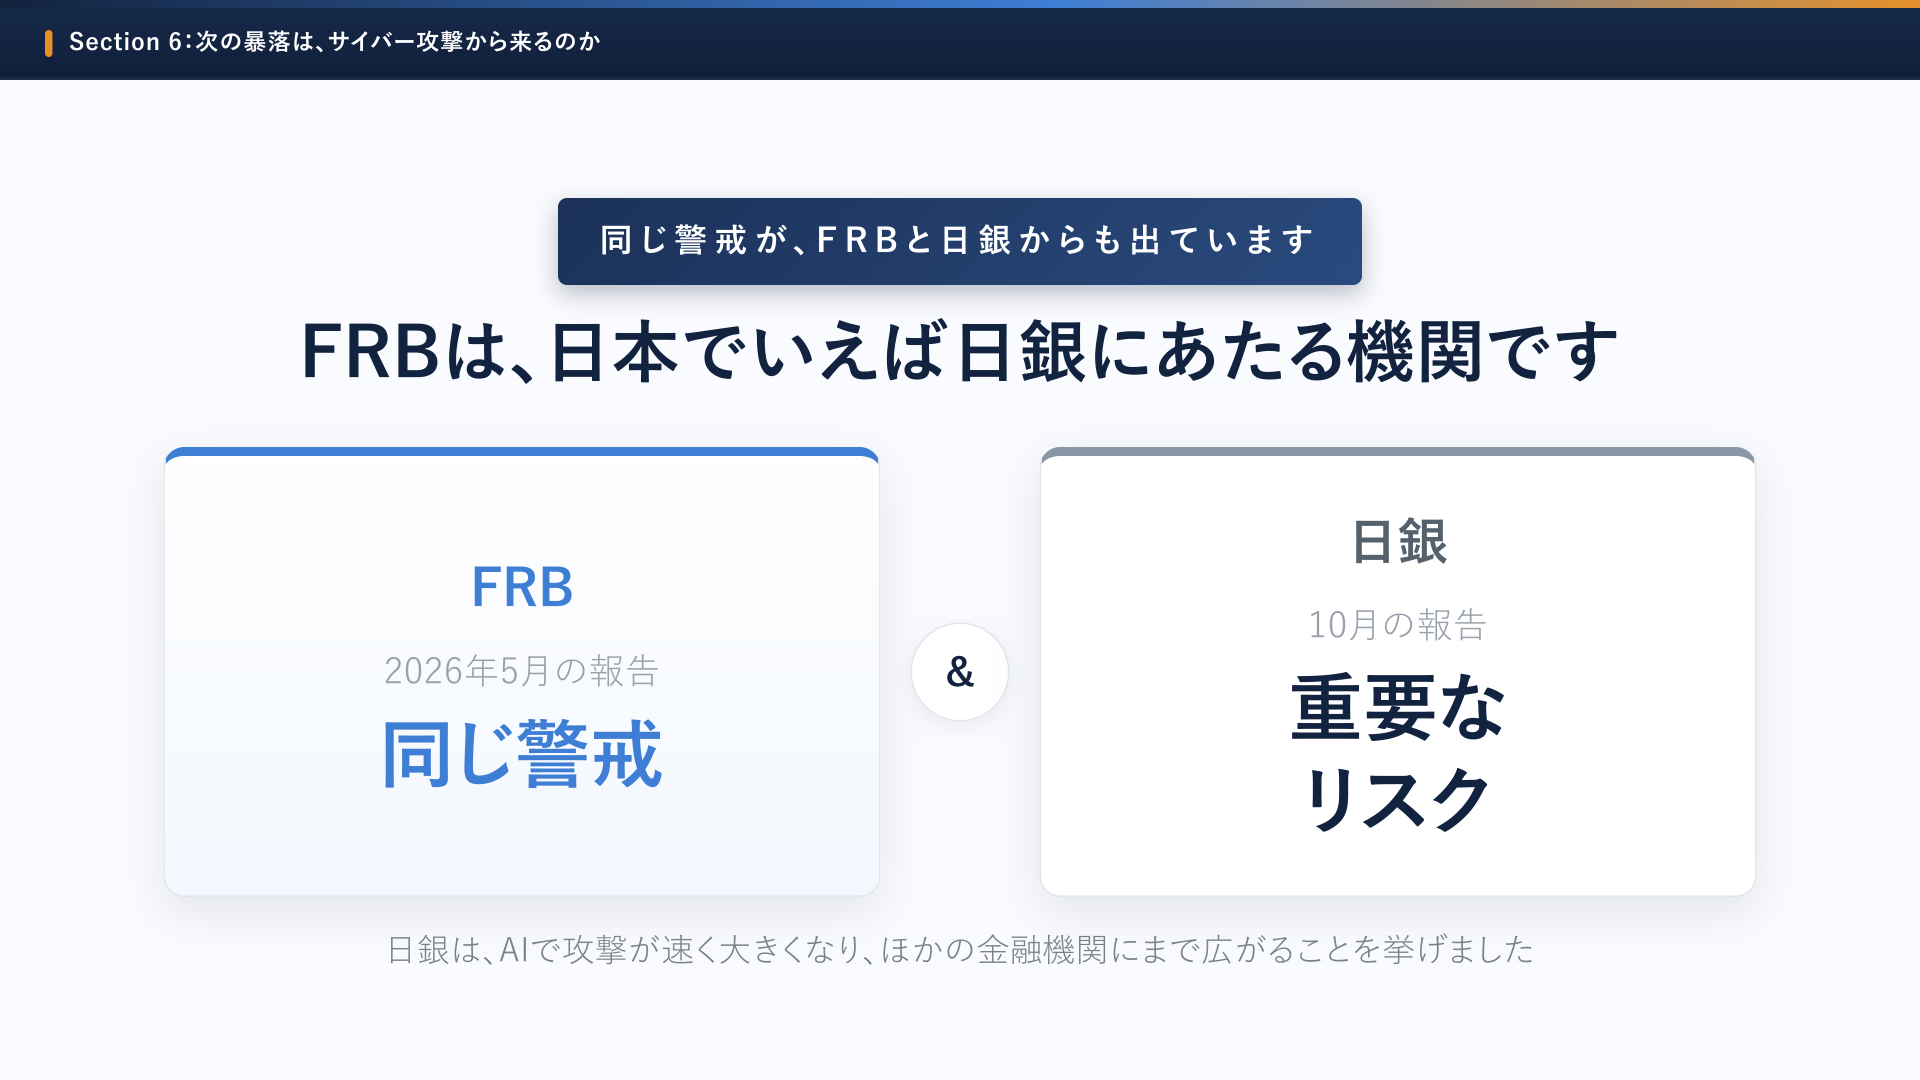 Section 6：次の暴落は、サイバー攻撃から来るのか
同じ警戒が、FRBと日銀からも出ています
FRBは、日本でいえば日銀にあたる機関です
FRB
2026年5月の報告
同じ警戒
&
日銀
10月の報告
重要な
リスク
日銀は、AIで攻撃が速く大きくなり、ほかの金融機関にまで広がることを挙げました